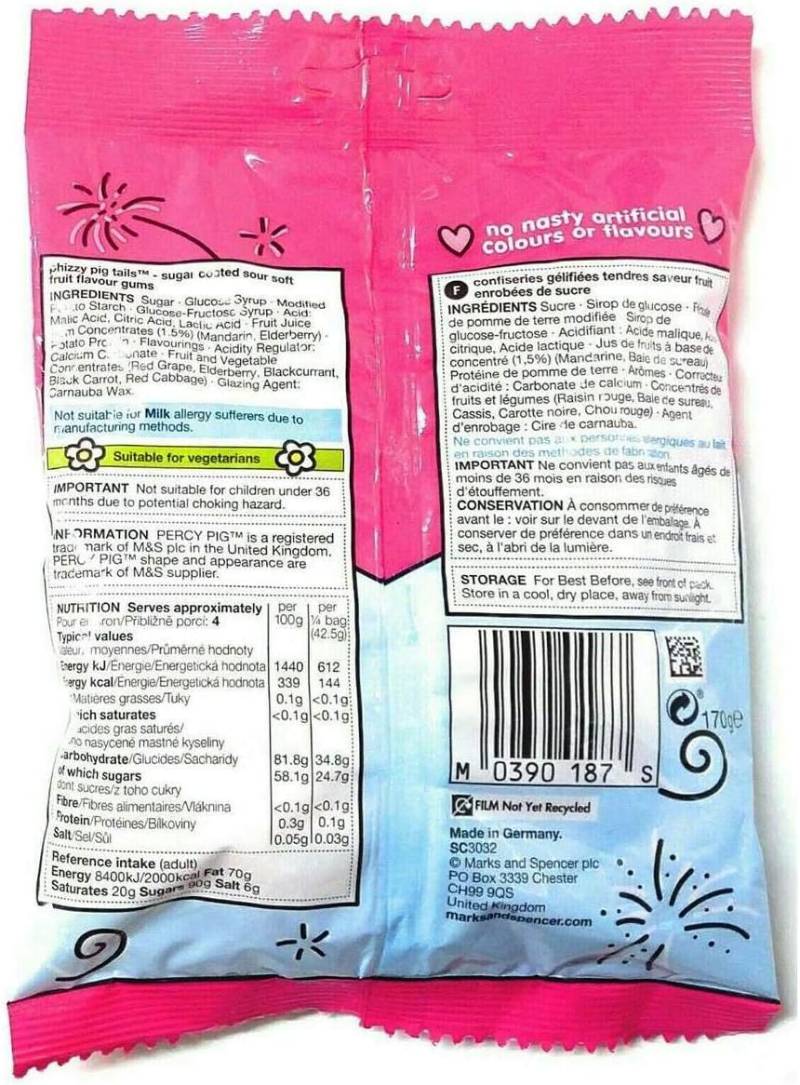 no nasty artificial
colours or flavours
phizzy pig tails™ - sugar coated sour soft
fruit flavour gums
INGREDIENTS Sugar · Glucose Syrup · Modified
Starch · Glucose-Fructose Syrup · Acid:
Malic Acid, Citric Acid, Lactic Acid · Fruit Juice
Concentrates (1.5%) (Mandarin, Elderberry) ·
Potato · Flavourings · Acidity Regulator:
Calcium · Fruit and Vegetable
Concentrates (Red Grape, Elderberry, Blackcurrant,
Black Carrot, Red Cabbage) · Glazing Agent:
Carnauba Wax.
Not suitable for Milk allergy sufferers due to
manufacturing methods.
Suitable for vegetarians
IMPORTANT Not suitable for children under 36
months due to potential choking hazard.
INFORMATION PERCY PIG™ is a registered
trade mark of M&S plc in the United Kingdom.
PERCY PIG™ shape and appearance are
trademark of M&S supplier.
NUTRITION Serves approximately per per
Pour environ/Přibližně porcí: 4 100g ¼ bag
Typical values (42.5g)
Valeurs moyennes/Průměrné hodnoty
Energy kJ/Énergie/Energetická hodnota 1440 612
Energy kcal/Énergie/Energetická hodnota 339 144
Matières grasses/Tuky 0.1g <0.1g
saturates <0.1g <0.1g
acides gras saturés/
nasycené mastné kyseliny
Carbohydrate/Glucides/Sacharidy 81.8g 34.8g
of which sugars 58.1g 24.7g
dont sucres/z toho cukry
Fibre/Fibres alimentaires/Vláknina <0.1g <0.1g
Protein/Protéines/Bílkoviny 0.3g 0.1g
Salt/Sel/Sůl 0.05g 0.03g
Reference intake (adult)
Energy 8400kJ/2000kcal Fat 70g
Saturates 20g Sugars 90g Salt 6g
F confiseries gélifiées tendres saveur fruit
enrobées de sucre
INGRÉDIENTS Sucre · Sirop de glucose ·
de pomme de terre modifiée Sirop de
glucose-fructose · Acidifiant : Acide malique,
citrique, Acide lactique · Jus de fruits à base de
concentré (1,5%) (Mandarine, Baie de sureau)
Protéine de pomme de terre · Arômes · Correcteur
d'acidité : Carbonate de calcium · Concentrés de
fruits et légumes (Raisin rouge, Baie de sureau,
Cassis, Carotte noire, Chou rouge) · Agent
d'enrobage : Cire de carnauba.
Ne convient pas aux personnes allergiques au lait
en raison des méthodes de fabrication.
IMPORTANT Ne convient pas aux enfants âgés de
moins de 36 mois en raison des risques
d'étouffement.
CONSERVATION À consommer de préférence
avant le : voir sur le devant de l'emballage. À
conserver de préférence dans un endroit frais et
sec, à l'abri de la lumière.
STORAGE For Best Before, see front of pack.
Store in a cool, dry place, away from sunlight.
170g℮
M 0390 187 S
FILM Not Yet Recycled
Made in Germany.
SC3032
© Marks and Spencer plc
PO Box 3339 Chester
CH99 9QS
United Kingdom
marksandspencer.com